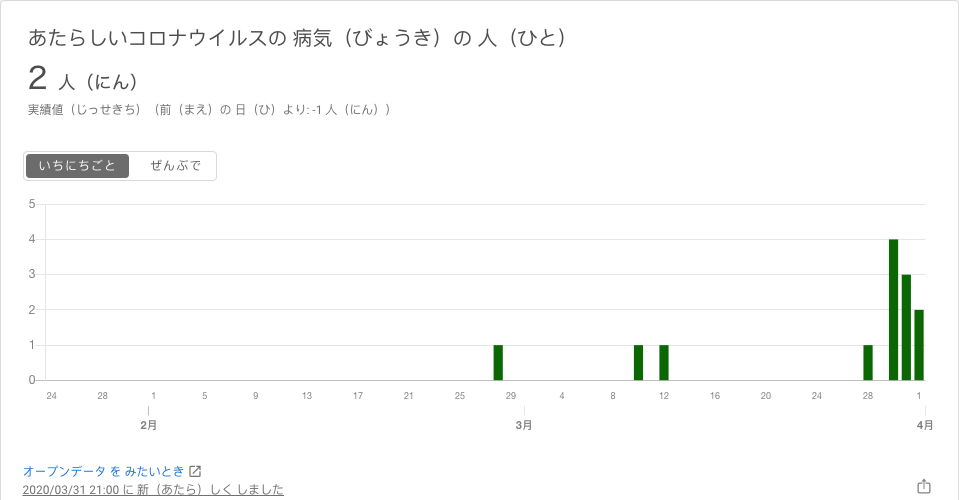 あたらしいコロナウイルスの 病気（びょうき）の 人（ひと）
2 人（にん）
実績値（じっせきち）（前（まえ）の 日（ひ）より: -1 人（にん））
いちにちごと ぜんぶで
5
4
3
2
1
0
24 28 1 5 9 13 17 21 25 29 4 8 12 16 20 24 28 1
2月 3月 4月
オープンデータ を みたいとき
2020/03/31 21:00 に 新（あたら）しく しました